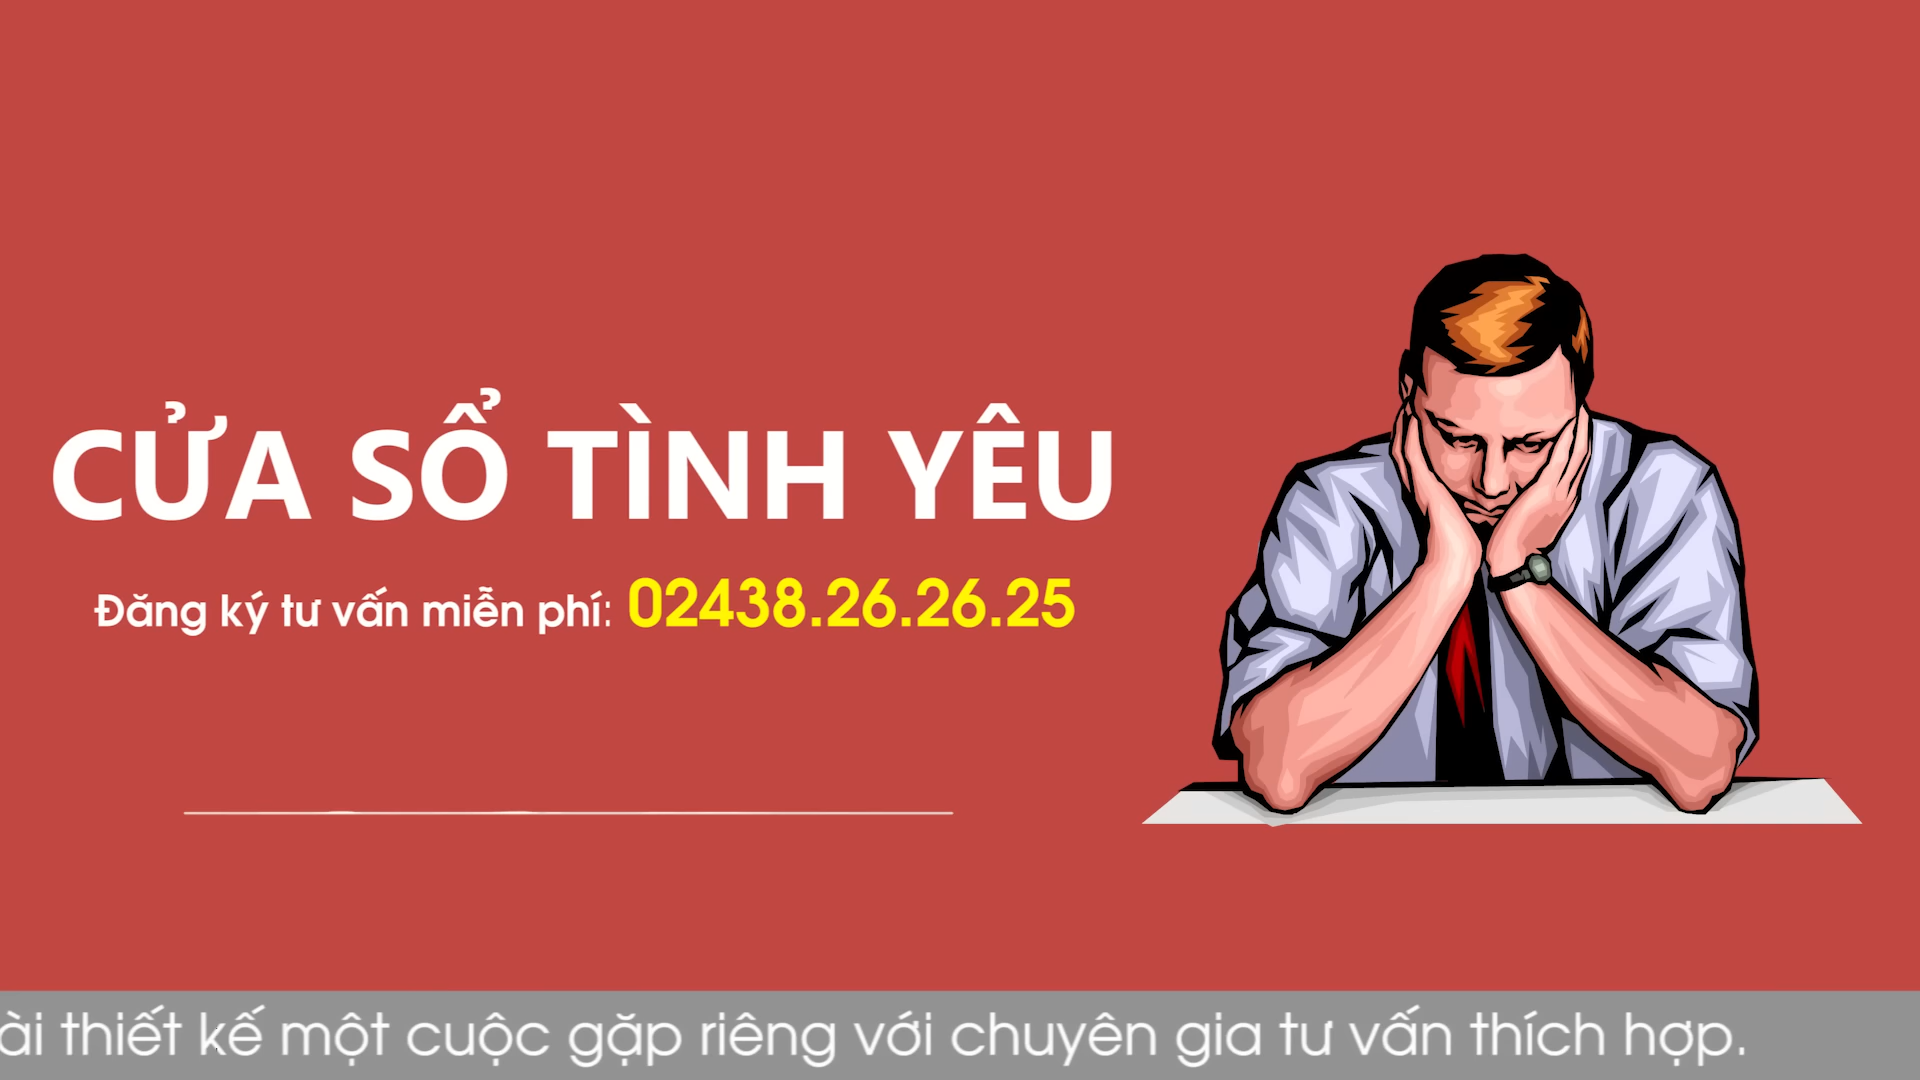 CỬA SỔ TÌNH YÊU
Đăng ký tư vấn miễn phí: 02438.26.26.25
thiết kế một cuộc gặp riêng với chuyên gia tư vấn thích hợp.